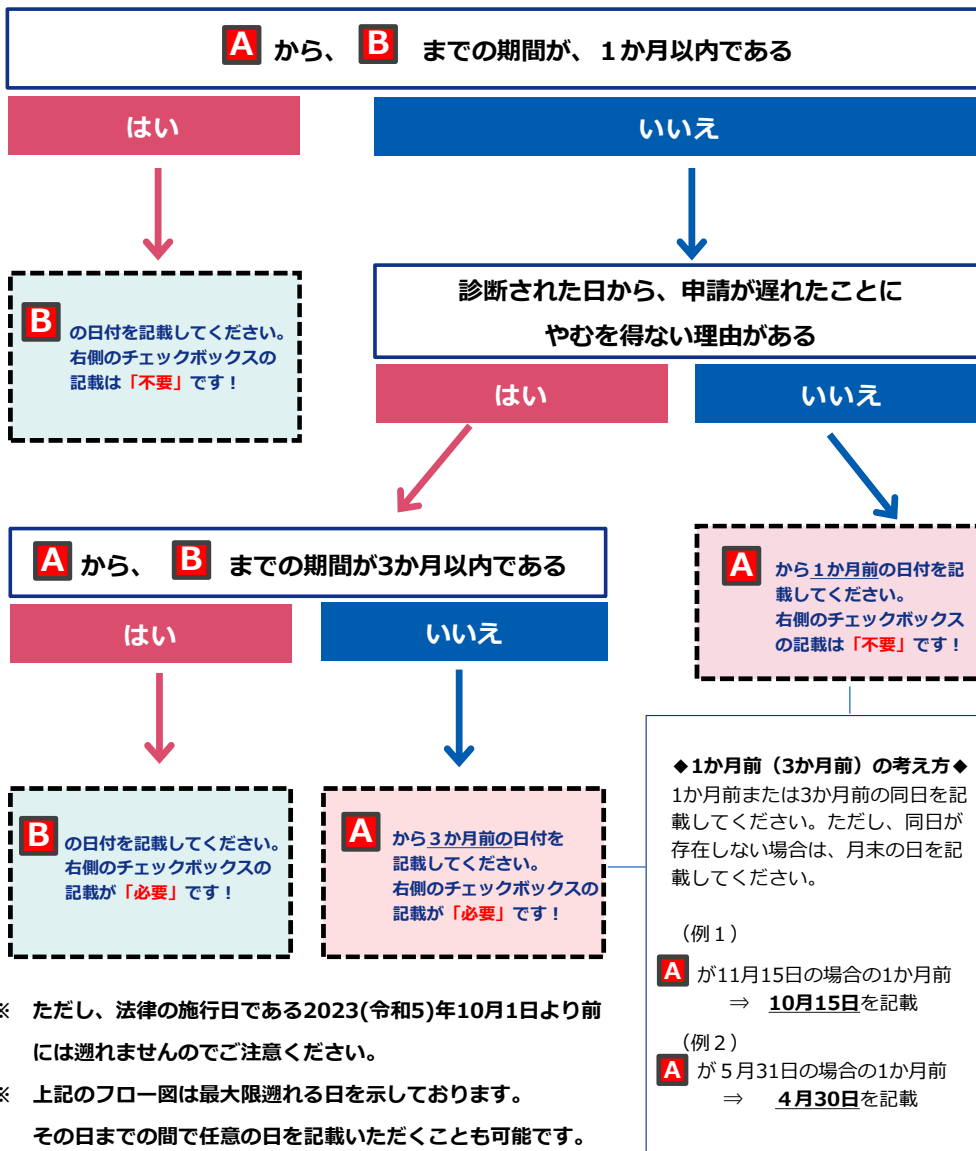 A から、 B までの期間が、１か月以内である
はい
いいえ
B の日付を記載してください。
右側のチェックボックスの
記載は「不要」です！
診断された日から、申請が遅れたことに
やむを得ない理由がある
はい
いいえ
A から、 B までの期間が3か月以内である
はい
いいえ
A から１か月前の日付を記
載してください。
右側のチェックボックス
の記載は「不要」です！
B の日付を記載してください。
右側のチェックボックスの
記載が「必要」です！
A から３か月前の日付を
記載してください。
右側のチェックボックスの
記載が「必要」です！
◆1か月前（3か月前）の考え方◆
1か月前または3か月前の同日を記
載してください。ただし、同日が
存在しない場合は、月末の日を記
載してください。
（例１）
A が11月15日の場合の1か月前
⇒ 10月15日を記載
（例２）
A が５月31日の場合の1か月前
⇒ ４月30日を記載
※ ただし、法律の施行日である2023(令和5)年10月1日より前
には遡れませんのでご注意ください。
※ 上記のフロー図は最大限遡れる日を示しております。
その日までの間で任意の日を記載いただくことも可能です。